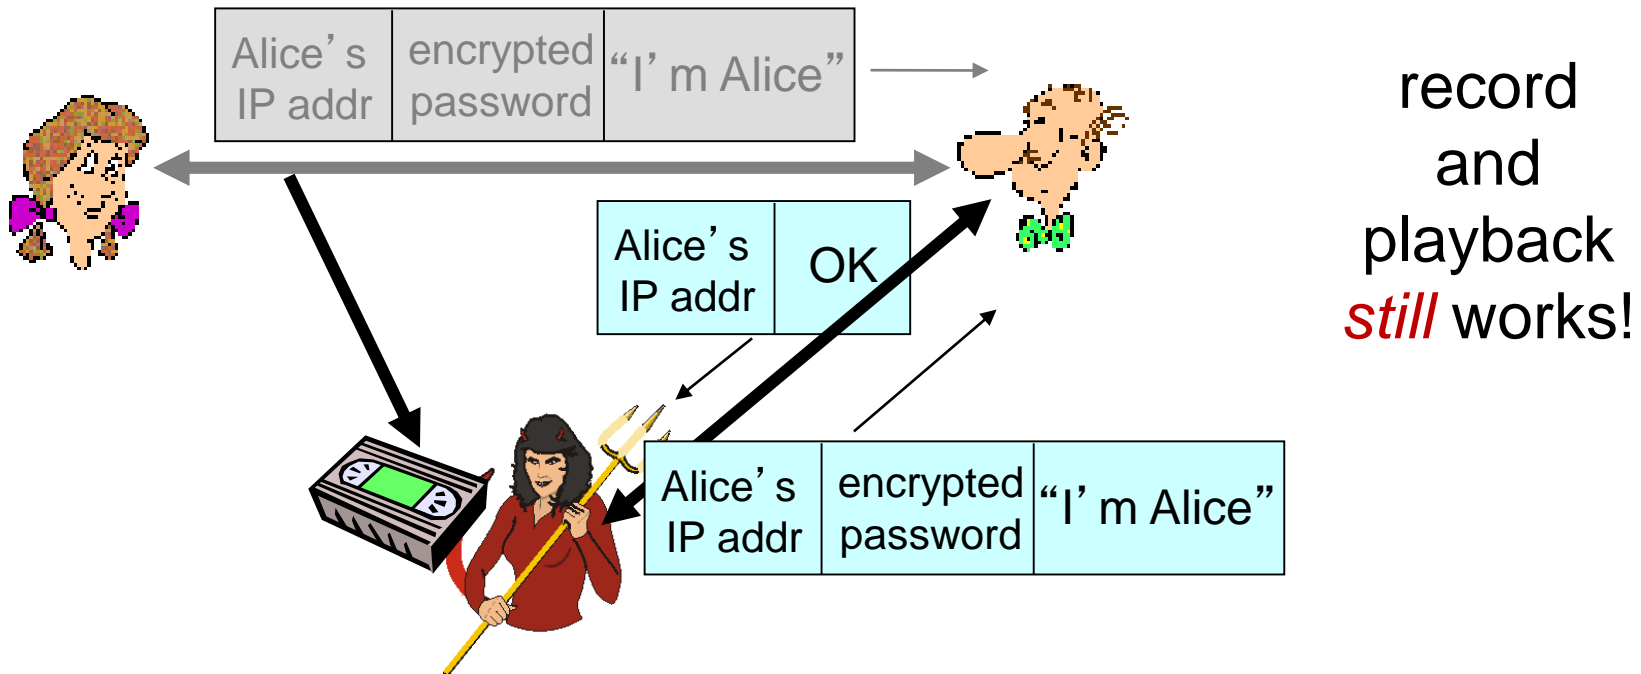 Alice’s
IP addr
encrypted
password
“I’m Alice”
record
and
playback
still works!
Alice’s
IP addr
OK
Alice’s
IP addr
encrypted
password
“I’m Alice”